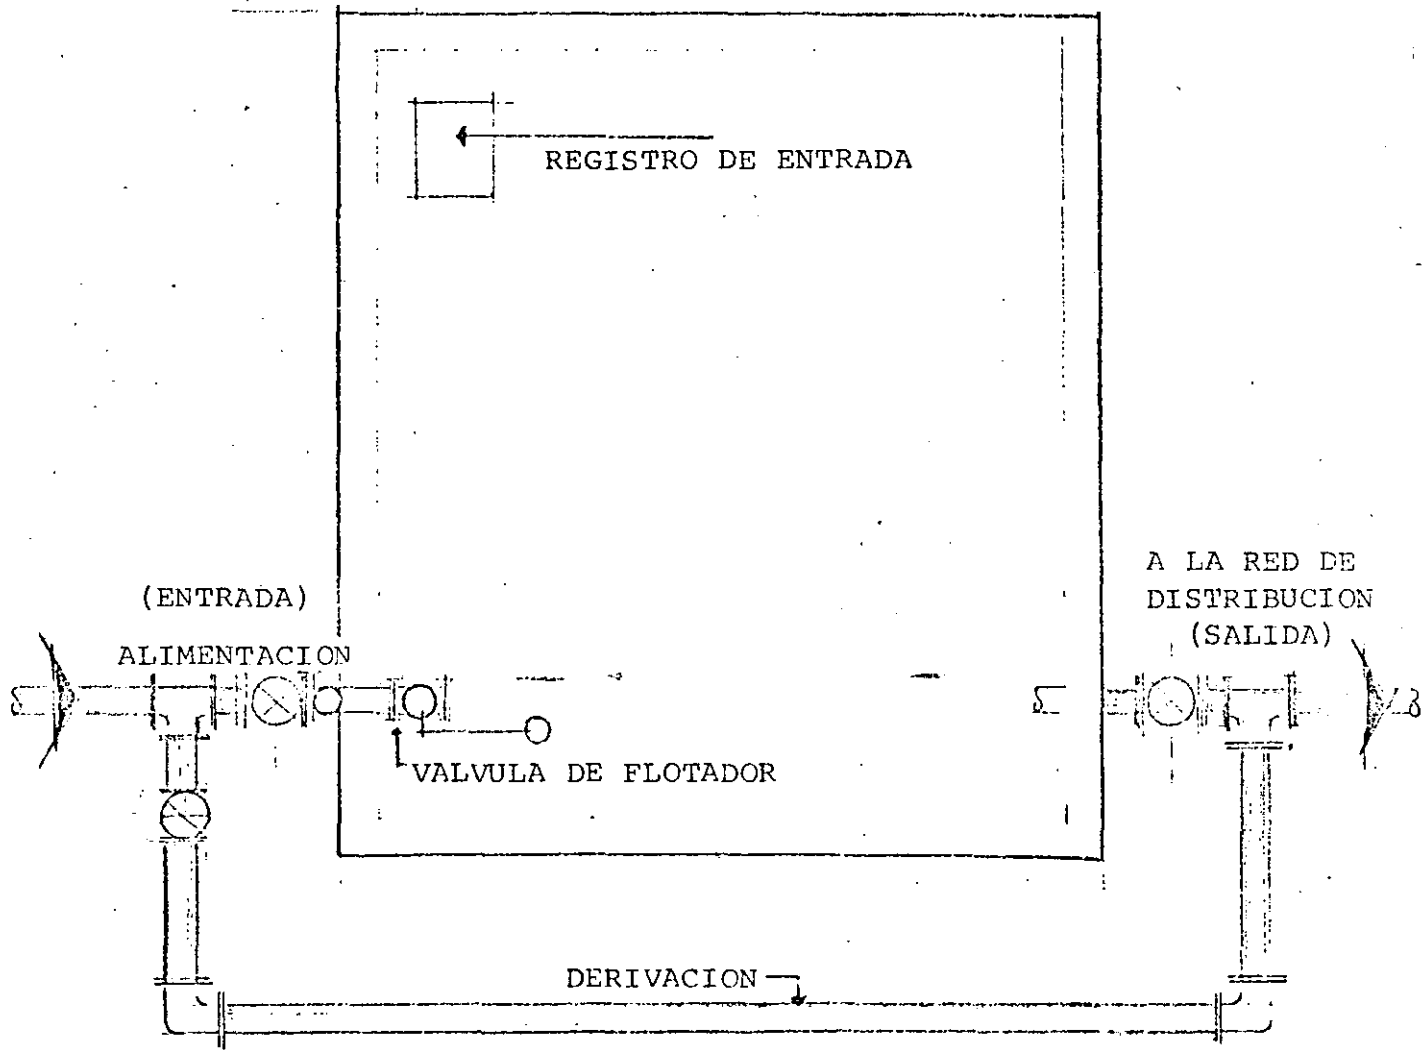 REGISTRO DE ENTRADA
(ENTRADA)
ALIMENTACION
A LA RED DE
DISTRIBUCION
(SALIDA)
VALVULA DE FLOTADOR
DERIVACION